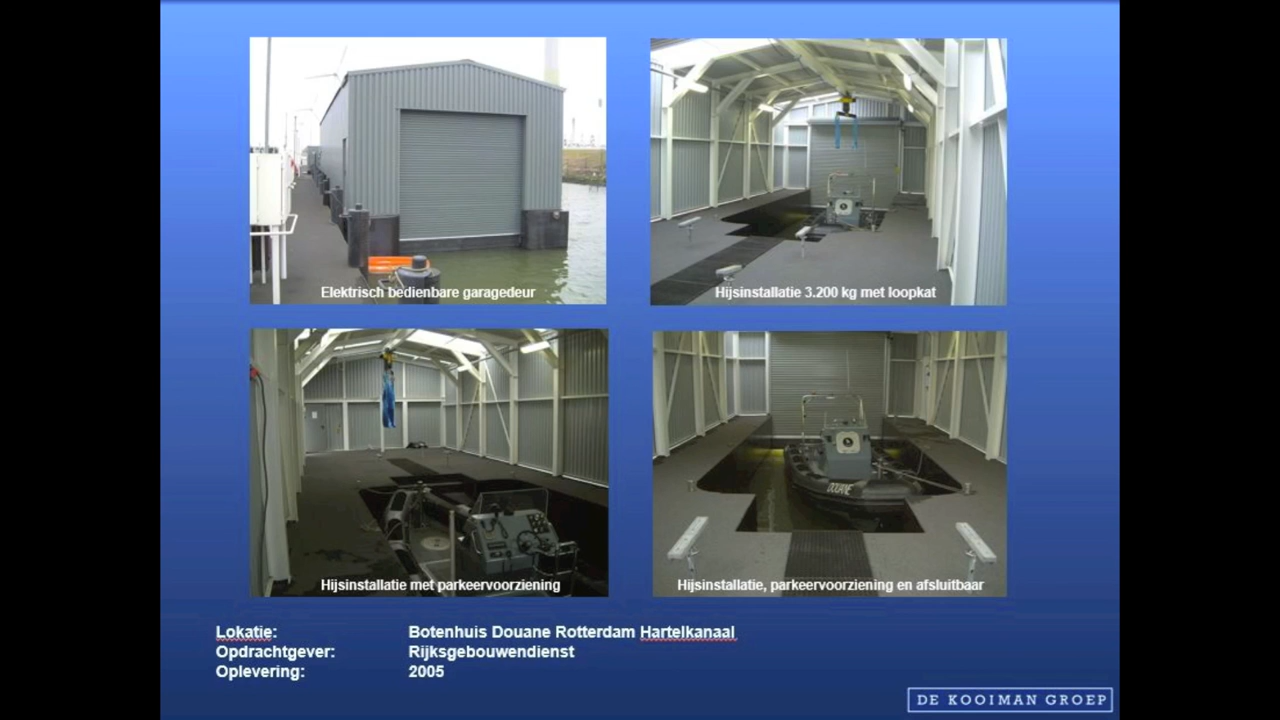 Elektrisch bedienbare garagedeur
Hijsinstallatie 3.200 kg met loopkat
Hijsinstallatie met parkeervoorziening
DOUANE
Hijsinstallatie, parkeervoorziening en afsluitbaar
Lokatie: Botenhuis Douane Rotterdam Hartelkanaal
Opdrachtgever: Rijksgebouwendienst
Oplevering: 2005
DE KOOIMAN GROEP